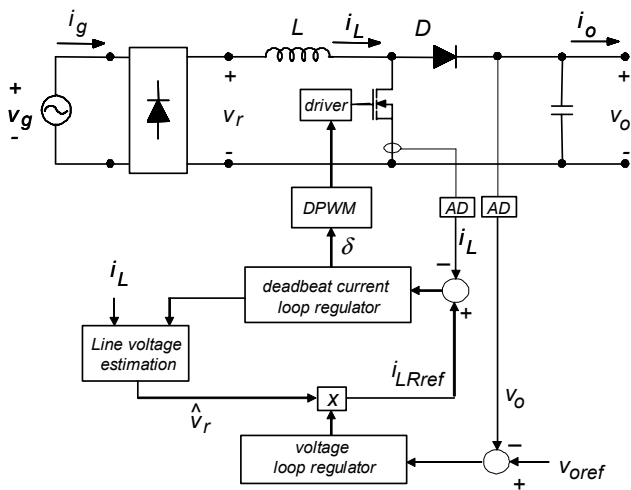 i_g
L
i_L
D
i_o
+
v_g
-
+
v_r
-
driver
+
v_o
-
DPWM
AD
AD
δ
i_L
i_L
deadbeat current
loop regulator
−
+
Line voltage
estimation
i_LRref
v̂_r
x
v_o
voltage
loop regulator
−
+
v_oref